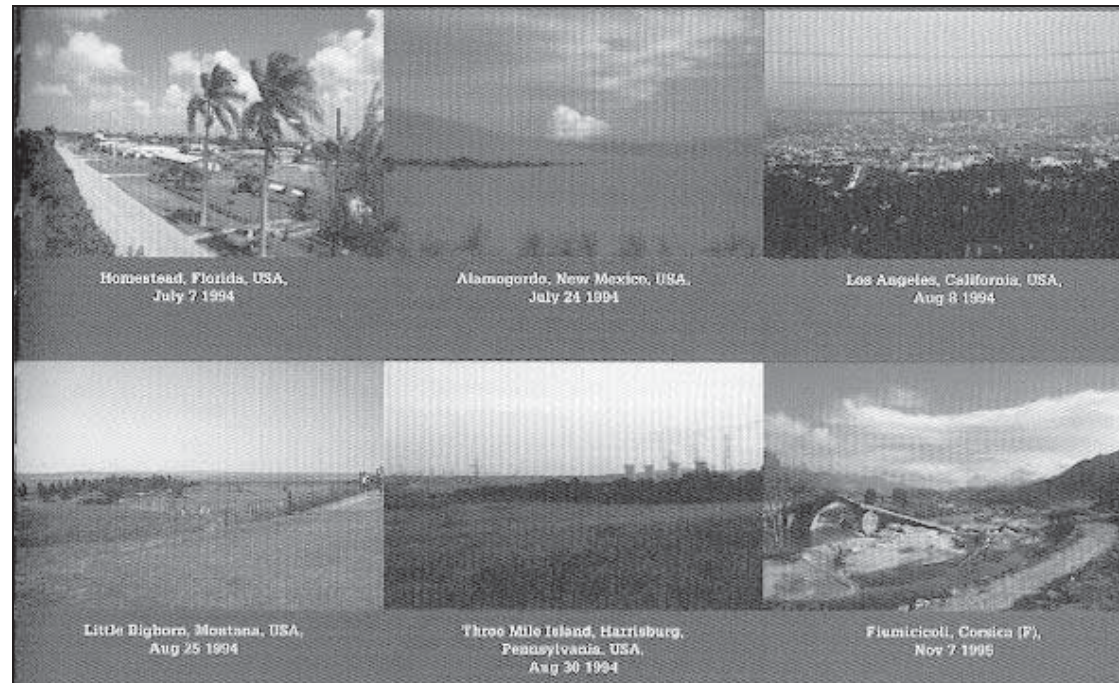 Homestead, Florida, USA,
July 7 1994
Alamogordo, New Mexico, USA,
July 24 1994
Los Angeles, California, USA,
Aug 8 1994
Little Bighorn, Montana, USA,
Aug 25 1994
Three Mile Island, Harrisburg,
Pennsylvania, USA,
Aug 30 1994
Fiumicicoli, Corsica (F),
Nov 7 1995